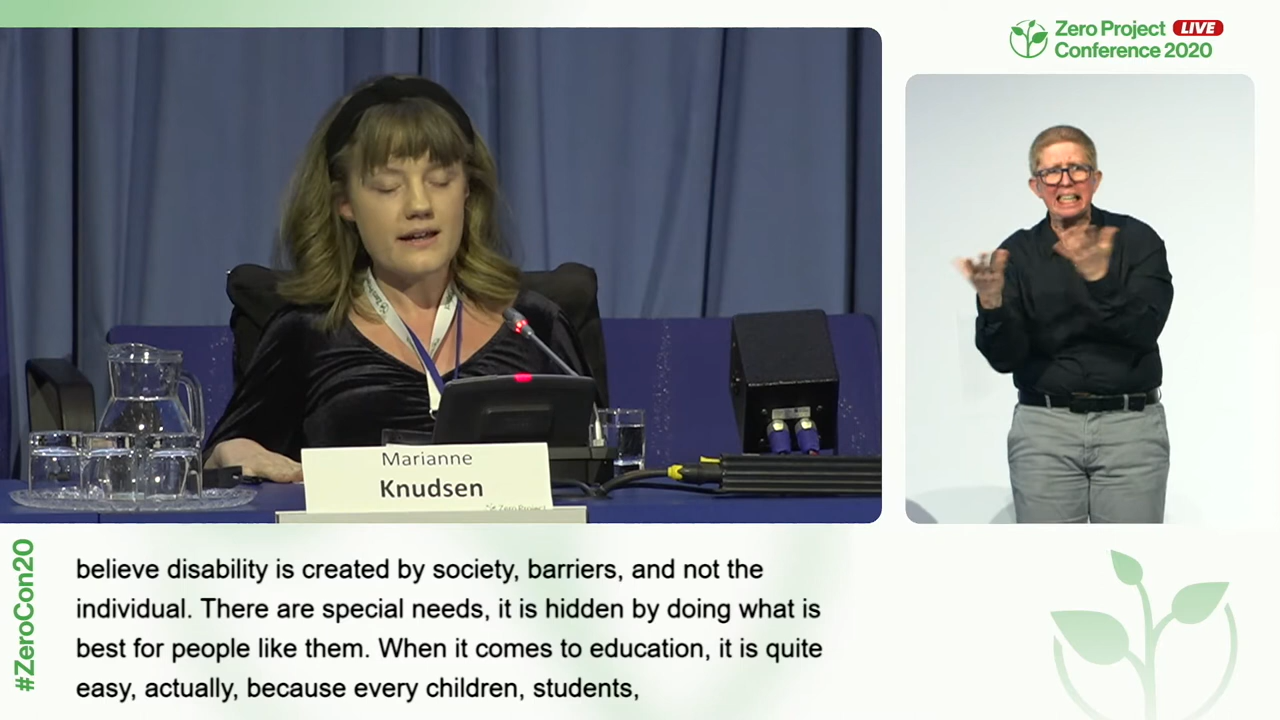 Zero Project LIVE
Conference 2020
Marianne
Knudsen
Zero Project
#ZeroCon20
believe disability is created by society, barriers, and not the
individual. There are special needs, it is hidden by doing what is
best for people like them. When it comes to education, it is quite
easy, actually, because every children, students,